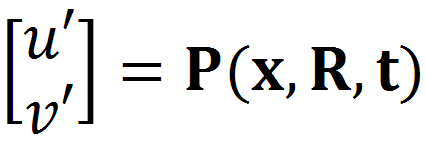 [u′ v′] = P(x, R, t)